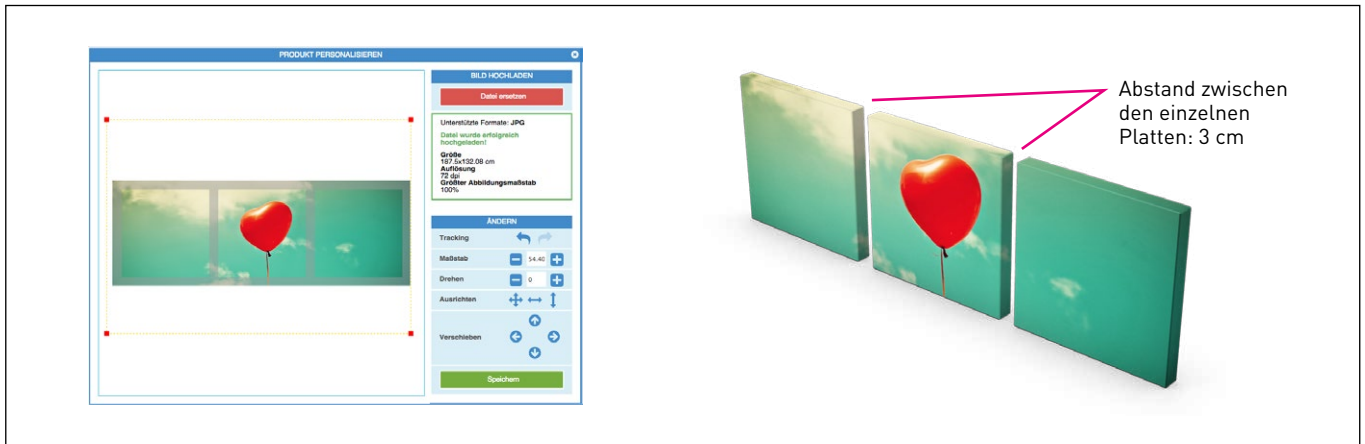 PRODUKT PERSONALISIEREN
BILD HOCHLADEN
Datei ersetzen
Unterstützte Formate: JPG
Datei wurde erfolgreich
hochgeladen!
Größe
187.5x132.08 cm
Auflösung
72 dpi
Größter Abbildungsmaßstab
100%
ÄNDERN
Tracking
Maßstab 54.40
Drehen 0
Ausrichten
Verschieben
Speichern
Abstand zwischen
den einzelnen
Platten: 3 cm